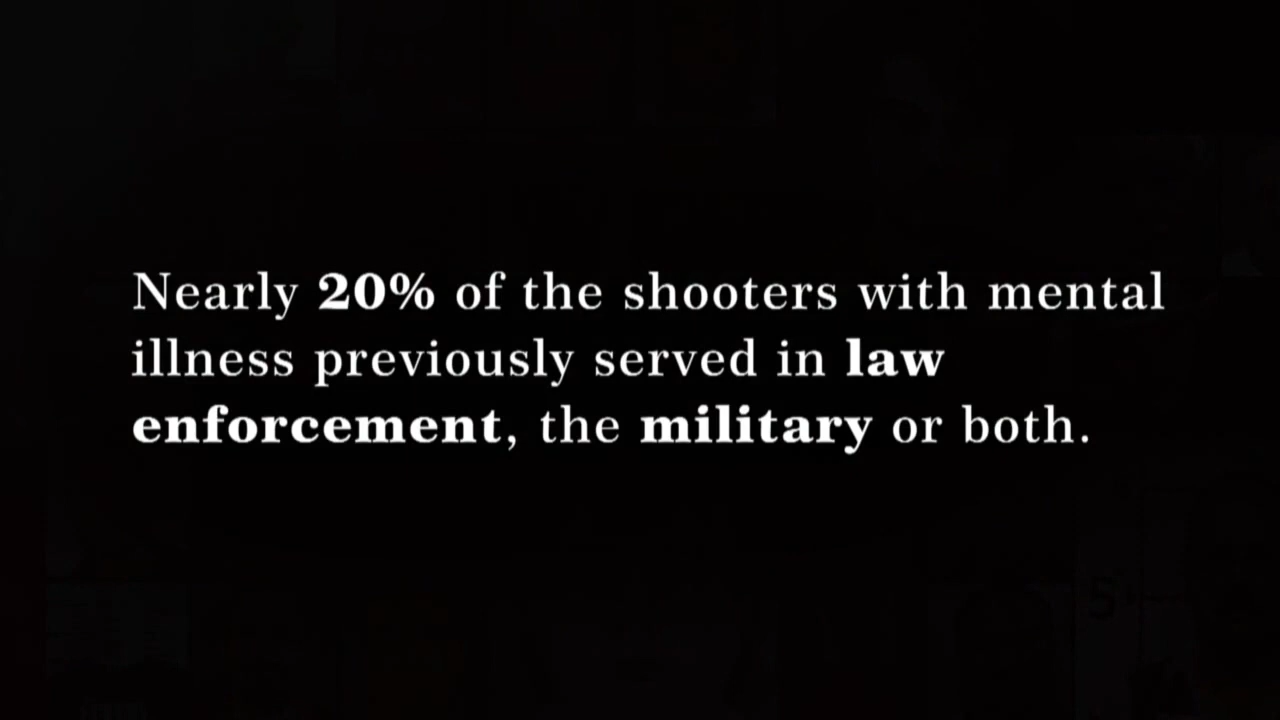 Nearly 20% of the shooters with mental
illness previously served in law
enforcement, the military or both.